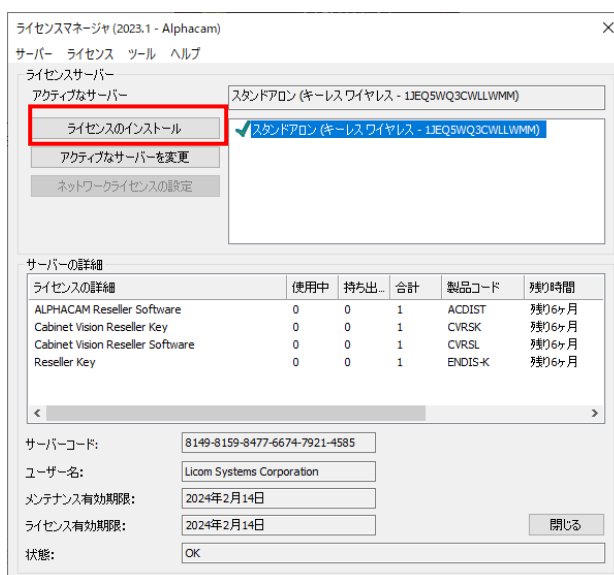 ライセンスマネージャ (2023.1 - Alphacam)
サーバー ライセンス ツール ヘルプ
ライセンスサーバー
アクティブなサーバー スタンドアロン (キーレス ワイヤレス - 1JEQ5WQ3CWLLWMM)
ライセンスのインストール スタンドアロン (キーレス ワイヤレス - 1JEQ5WQ3CWLLWMM)
アクティブなサーバーを変更
ネットワークライセンスの設定
サーバーの詳細
ライセンスの詳細 使用中 持ち出... 合計 製品コード 残り時間
ALPHACAM Reseller Software 0 0 1 ACDIST 残り6ヶ月
Cabinet Vision Reseller Key 0 0 1 CVRSK 残り6ヶ月
Cabinet Vision Reseller Software 0 0 1 CVRSL 残り6ヶ月
Reseller Key 0 0 1 ENDIS-K 残り6ヶ月
サーバーコード: 8149-8159-8477-6674-7921-4585
ユーザー名: Licom Systems Corporation
メンテナンス有効期限: 2024年2月14日
ライセンス有効期限: 2024年2月14日 閉じる
状態: OK